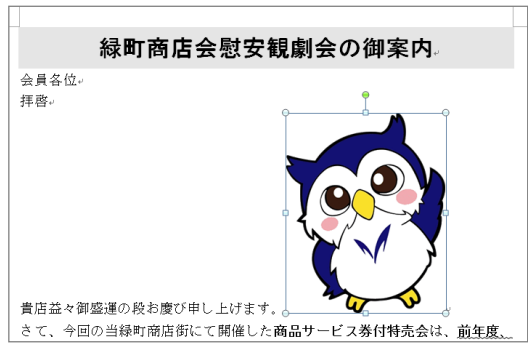 緑町商店会慰安観劇会の御案内
会員各位
拝啓
貴店益々御盛運の段お慶び申し上げます。
さて、今回の当緑町商店街にて開催した商品サービス券付特売会は、前年度、